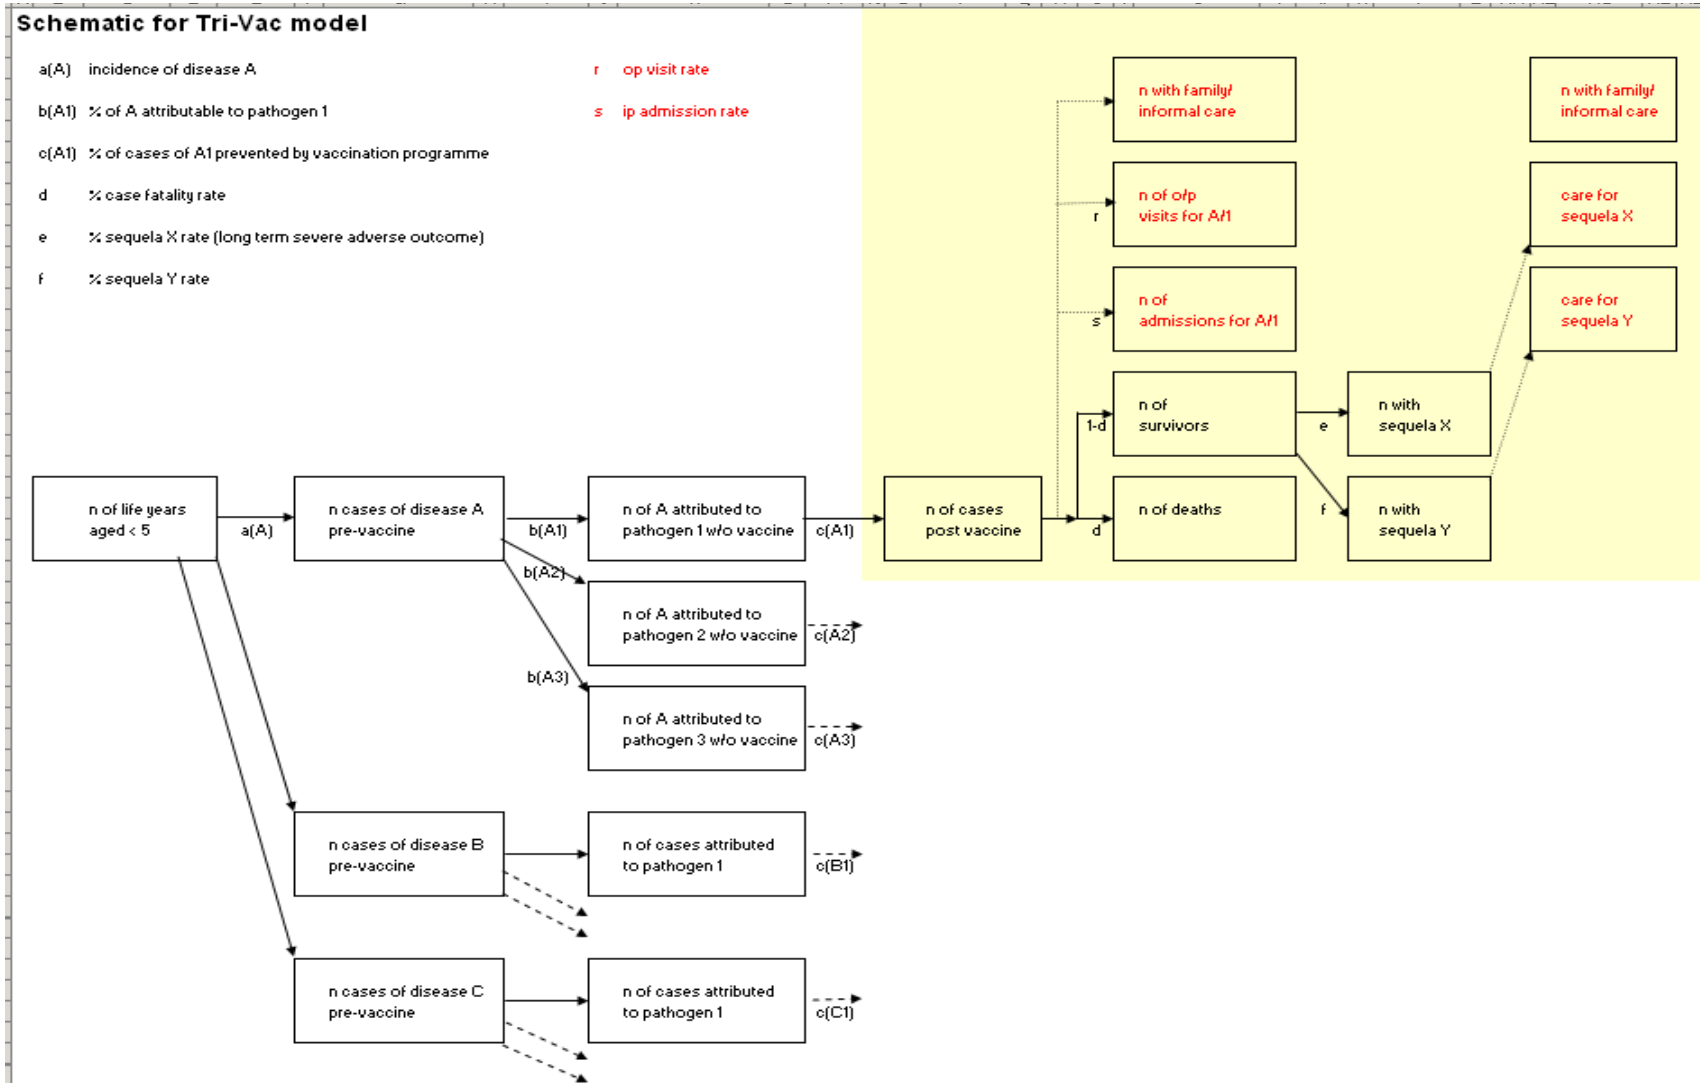 Schematic for Tri-Vac model
a(A) incidence of disease A
b(A1) % of A attributable to pathogen 1
c(A1) % of cases of A1 prevented by vaccination programme
d % case fatality rate
e % sequela X rate (long term severe adverse outcome)
f % sequela Y rate
r op visit rate
s ip admission rate
n with family/
informal care
n with family/
informal care
r
n of o/p
visits for A/1
care for
sequela X
s
n of
admissions for A/1
care for
sequela Y
1-d
n of
survivors
e
n with
sequela X
n of life years
aged < 5
a(A)
n cases of disease A
pre-vaccine
b(A1)
n of A attributed to
pathogen 1 w/o vaccine
c(A1)
n of cases
post vaccine
d
n of deaths
f
n with
sequela Y
b(A2)
n of A attributed to
pathogen 2 w/o vaccine
c(A2)
b(A3)
n of A attributed to
pathogen 3 w/o vaccine
c(A3)
n cases of disease B
pre-vaccine
n of cases attributed
to pathogen 1
c(B1)
n cases of disease C
pre-vaccine
n of cases attributed
to pathogen 1
c(C1)